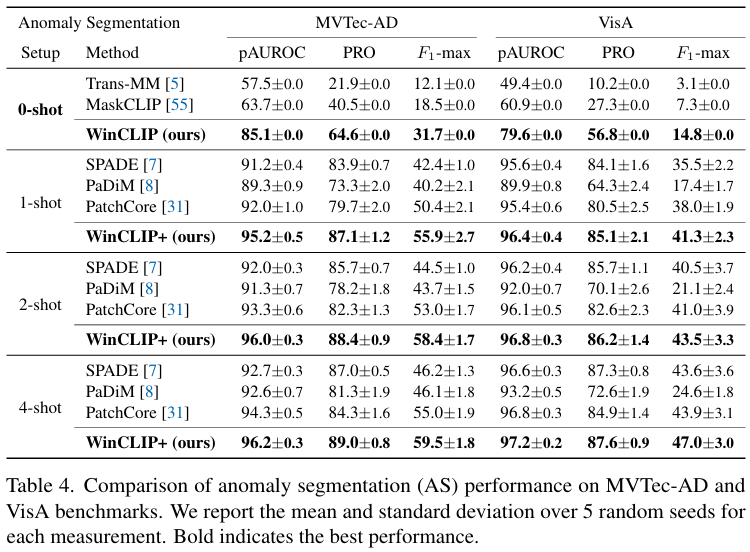 Anomaly Segmentation MVTec-AD VisA
Setup Method pAUROC PRO F1-max pAUROC PRO F1-max
0-shot
Trans-MM [5] 57.5±0.0 21.9±0.0 12.1±0.0 49.4±0.0 10.2±0.0 3.1±0.0
MaskCLIP [55] 63.7±0.0 40.5±0.0 18.5±0.0 60.9±0.0 27.3±0.0 7.3±0.0
WinCLIP (ours) 85.1±0.0 64.6±0.0 31.7±0.0 79.6±0.0 56.8±0.0 14.8±0.0
1-shot
SPADE [7] 91.2±0.4 83.9±0.7 42.4±1.0 95.6±0.4 84.1±1.6 35.5±2.2
PaDiM [8] 89.3±0.9 73.3±2.0 40.2±2.1 89.9±0.8 64.3±2.4 17.4±1.7
PatchCore [31] 92.0±1.0 79.7±2.0 50.4±2.1 95.4±0.6 80.5±2.5 38.0±1.9
WinCLIP+ (ours) 95.2±0.5 87.1±1.2 55.9±2.7 96.4±0.4 85.1±2.1 41.3±2.3
2-shot
SPADE [7] 92.0±0.3 85.7±0.7 44.5±1.0 96.2±0.4 85.7±1.1 40.5±3.7
PaDiM [8] 91.3±0.7 78.2±1.8 43.7±1.5 92.0±0.7 70.1±2.6 21.1±2.4
PatchCore [31] 93.3±0.6 82.3±1.3 53.0±1.7 96.1±0.5 82.6±2.3 41.0±3.9
WinCLIP+ (ours) 96.0±0.3 88.4±0.9 58.4±1.7 96.8±0.3 86.2±1.4 43.5±3.3
4-shot
SPADE [7] 92.7±0.3 87.0±0.5 46.2±1.3 96.6±0.3 87.3±0.8 43.6±3.6
PaDiM [8] 92.6±0.7 81.3±1.9 46.1±1.8 93.2±0.5 72.6±1.9 24.6±1.8
PatchCore [31] 94.3±0.5 84.3±1.6 55.0±1.9 96.8±0.3 84.9±1.4 43.9±3.1
WinCLIP+ (ours) 96.2±0.3 89.0±0.8 59.5±1.8 97.2±0.2 87.6±0.9 47.0±3.0
Table 4. Comparison of anomaly segmentation (AS) performance on MVTec-AD and
VisA benchmarks. We report the mean and standard deviation over 5 random seeds for
each measurement. Bold indicates the best performance.